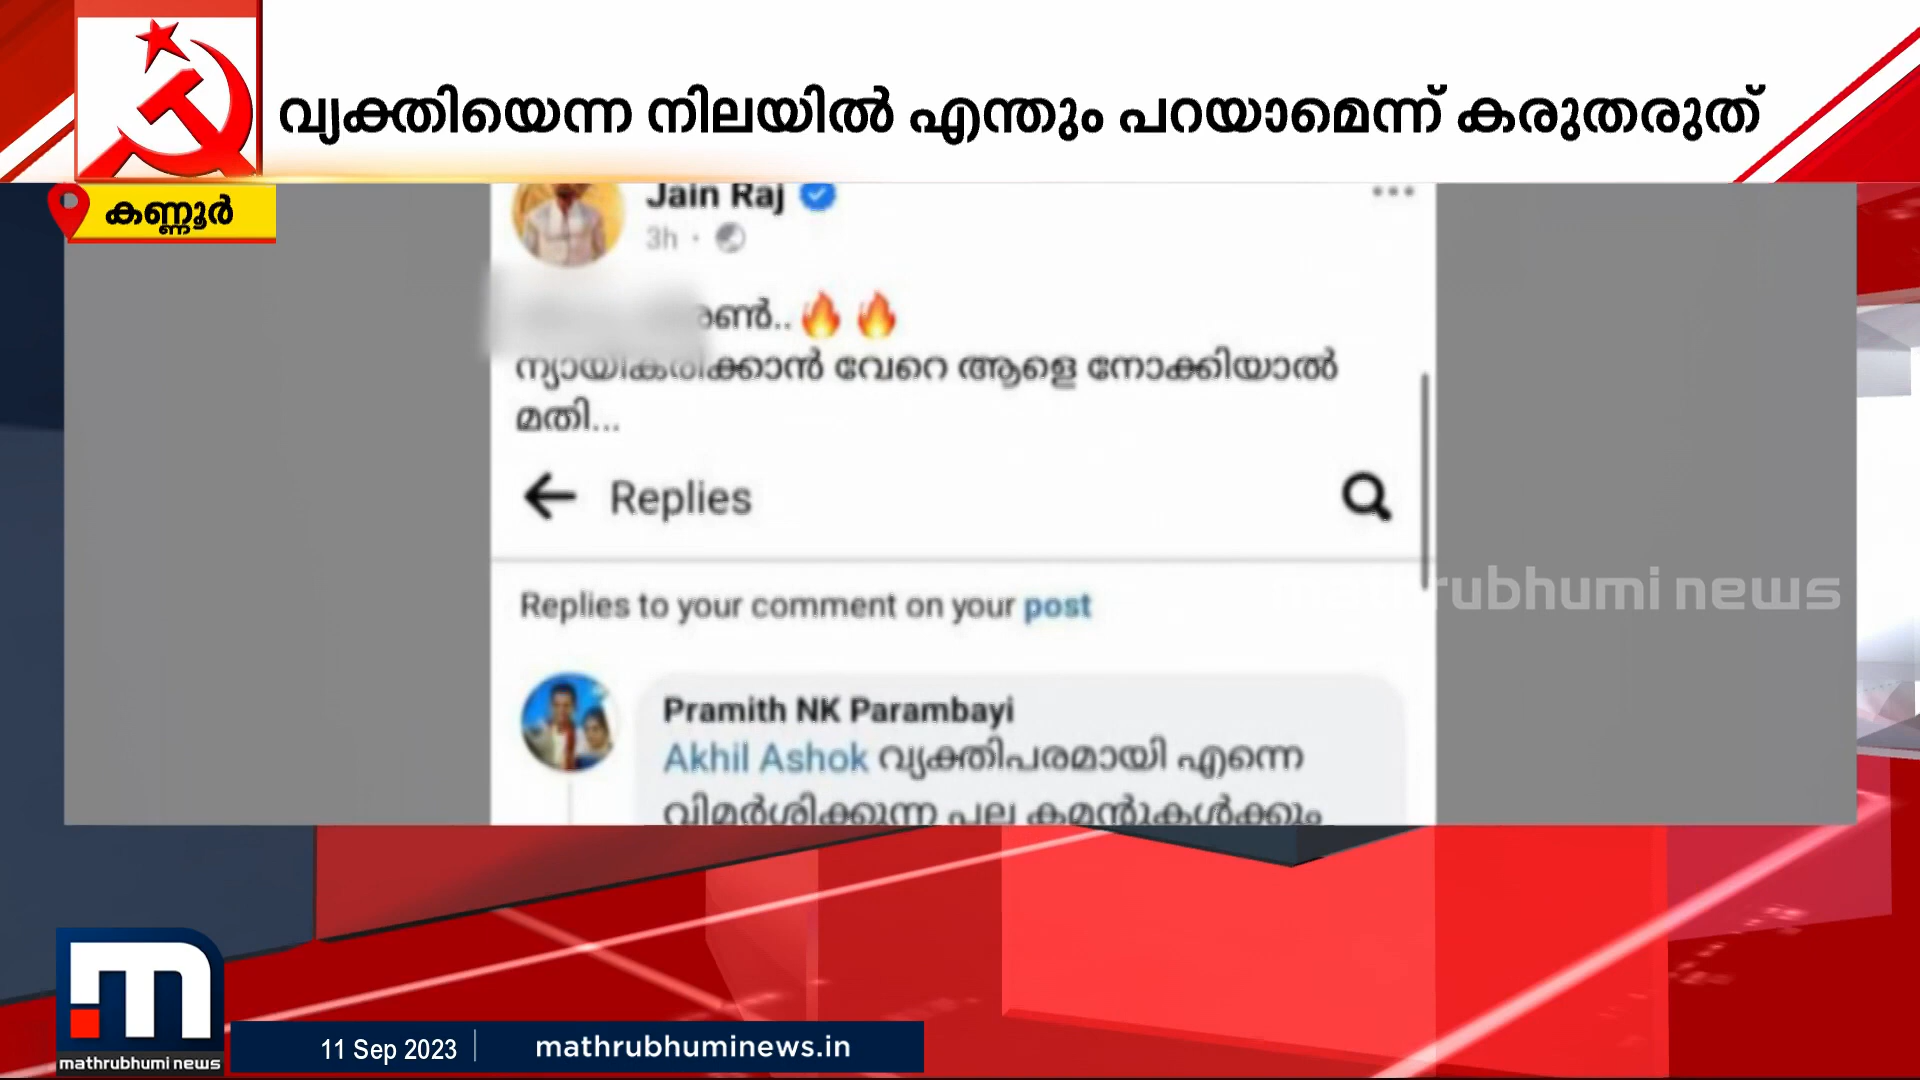 വ്യക്തിയെന്ന നിലയിൽ എന്തും പറയാമെന്ന് കരുതരുത്
കണ്ണൂർ
Jain Raj
3h
ന്യായികരിക്കാൻ വേറെ ആളെ നോക്കിയാൽ
മതി...
Replies
Replies to your comment on your post
mathrubhumi news
Pramith NK Parambayi
Akhil Ashok വ്യക്തിപരമായി എന്നെ
വിമർശിക്കുന്ന പല കമൻ്റുകൾക്കും
mathrubhumi news
11 Sep 2023
mathrubhuminews.in